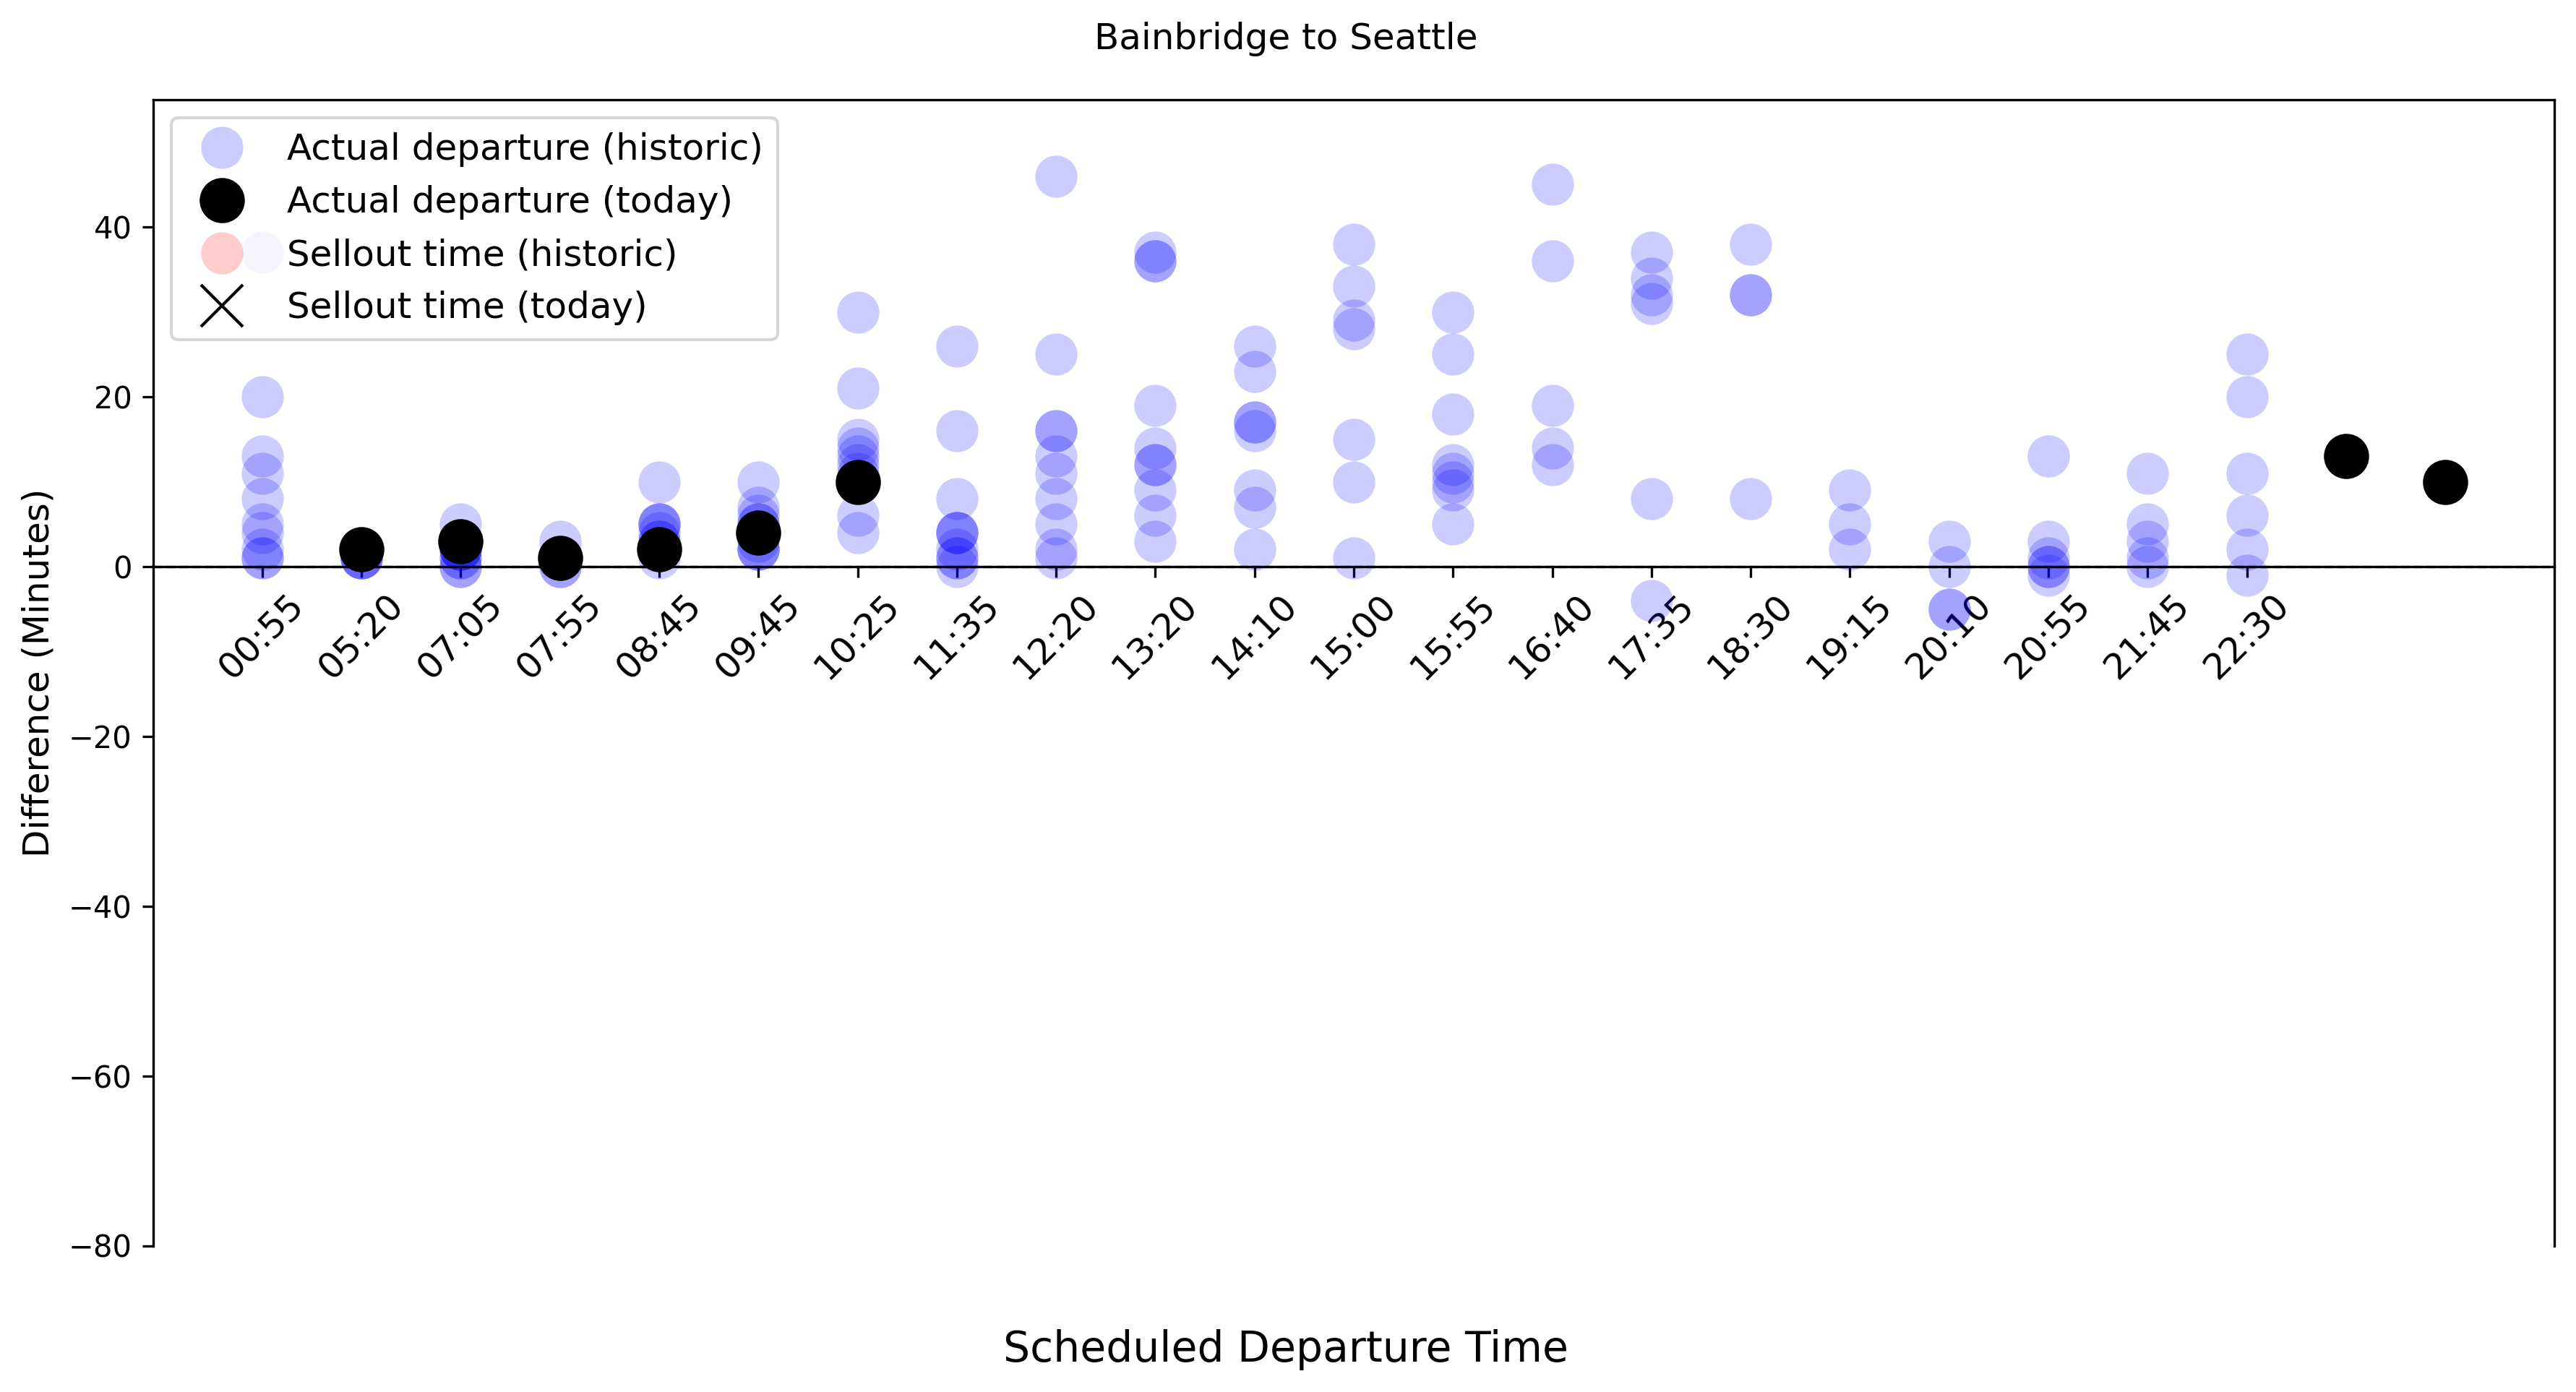 Bainbridge to Seattle
Actual departure (historic)
Actual departure (today)
Sellout time (historic)
Sellout time (today)
Difference (Minutes)
40
20
0
−20
−40
−60
−80
00:55 05:20 07:05 07:55 08:45 09:45 10:25 11:35 12:20 13:20 14:10 15:00 15:55 16:40 17:35 18:30 19:15 20:10 20:55 21:45 22:30
Scheduled Departure Time